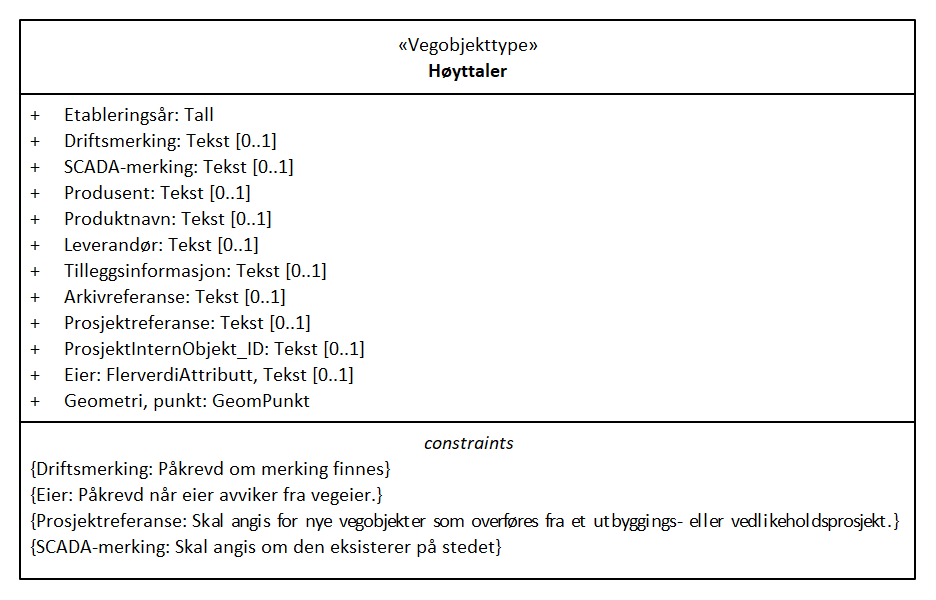 «Vegobjekttype»
Høyttaler
+ Etableringsår: Tall
+ Driftsmerking: Tekst [0..1]
+ SCADA-merking: Tekst [0..1]
+ Produsent: Tekst [0..1]
+ Produktnavn: Tekst [0..1]
+ Leverandør: Tekst [0..1]
+ Tilleggsinformasjon: Tekst [0..1]
+ Arkivreferanse: Tekst [0..1]
+ Prosjektreferanse: Tekst [0..1]
+ ProsjektInternObjekt_ID: Tekst [0..1]
+ Eier: FlerverdiAttributt, Tekst [0..1]
+ Geometri, punkt: GeomPunkt
constraints
{Driftsmerking: Påkrevd om merking finnes}
{Eier: Påkrevd når eier avviker fra vegeier.}
{Prosjektreferanse: Skal angis for nye vegobjekter som overføres fra et utbyggings- eller vedlikeholdsprosjekt.}
{SCADA-merking: Skal angis om den eksisterer på stedet}